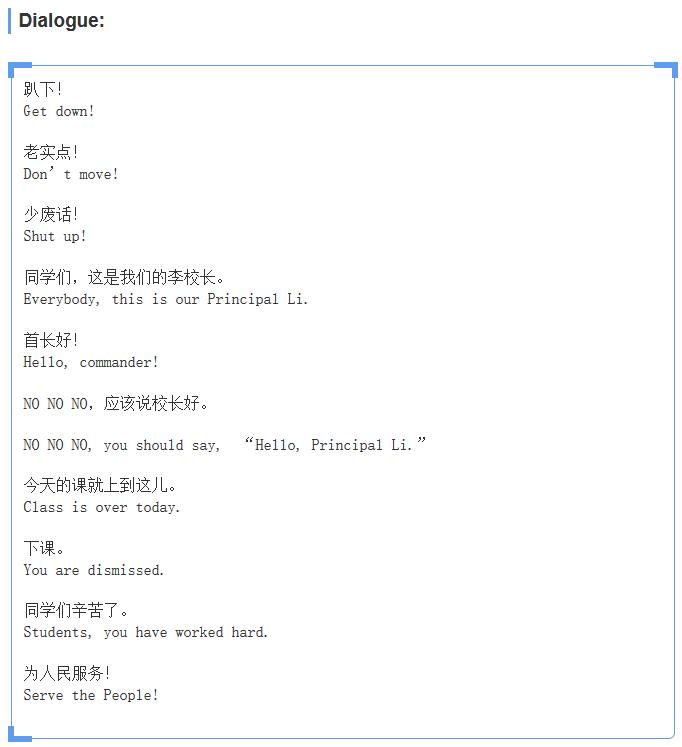 Dialogue:
趴下!
Get down!
老实点!
Don't move!
少废话!
Shut up!
同学们，这是我们的李校长。
Everybody, this is our Principal Li.
首长好!
Hello, commander!
NO NO NO，应该说校长好。
NO NO NO, you should say, “Hello, Principal Li.”
今天的课就上到这儿。
Class is over today.
下课。
You are dismissed.
同学们辛苦了。
Students, you have worked hard.
为人民服务!
Serve the People!